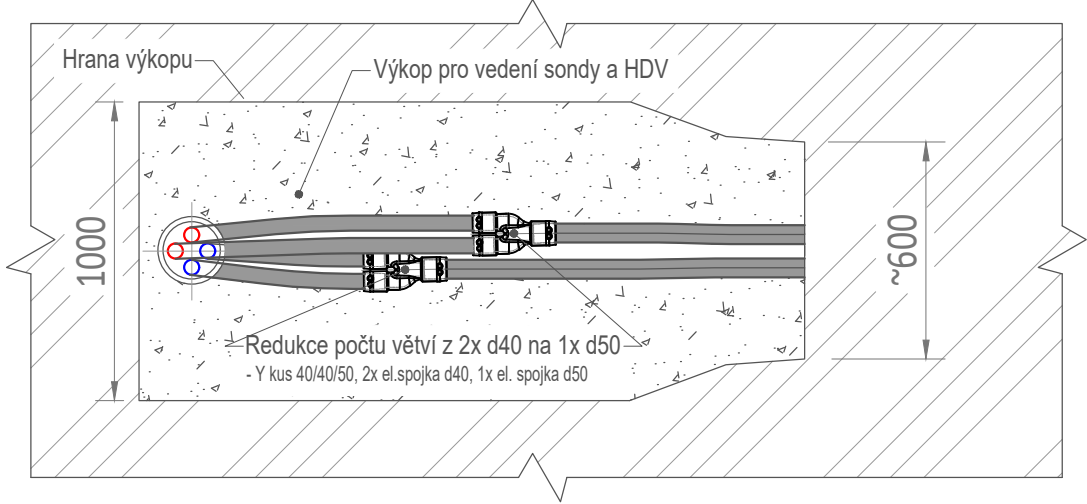 Hrana výkopu
Výkop pro vedení sondy a HDV
1000
~600
Redukce počtu větví z 2x d40 na 1x d50
- Y kus 40/40/50, 2x el.spojka d40, 1x el. spojka d50